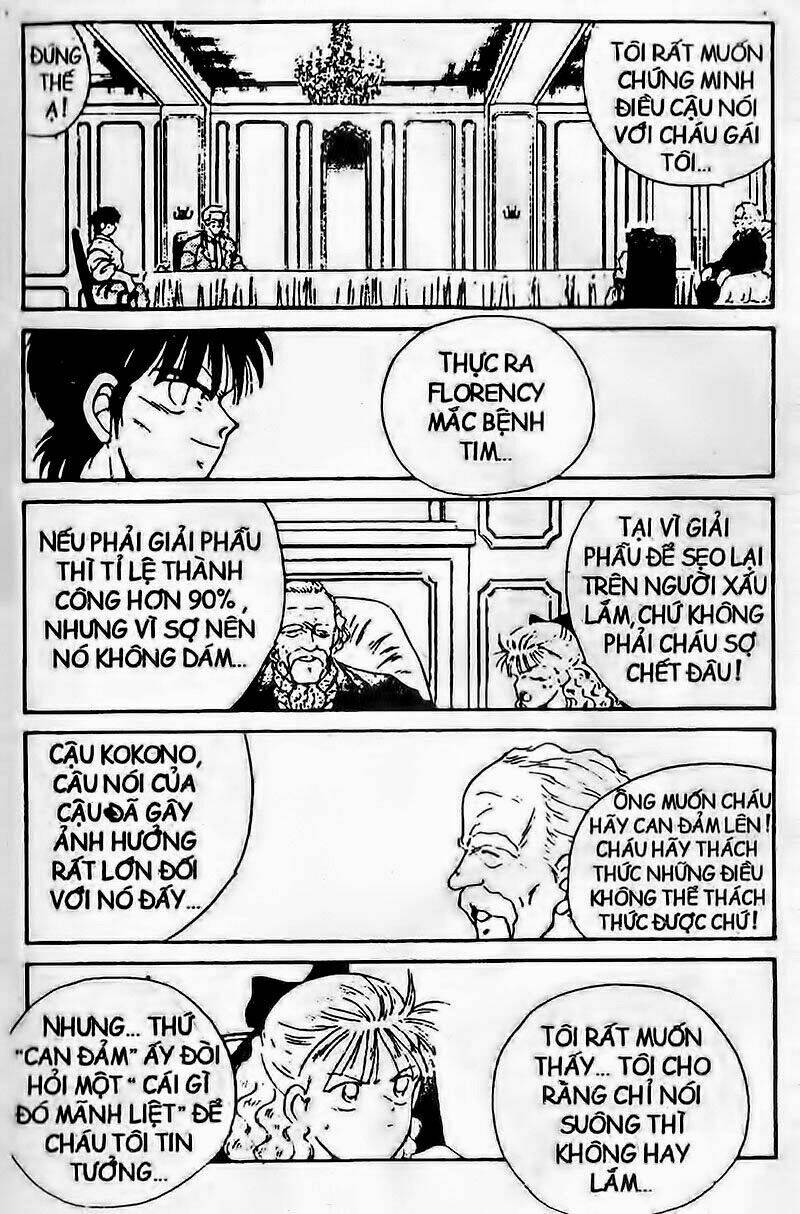 ĐÚNG
THẾ
Ạ!
TÔI RẤT MUỐN
CHỨNG MINH
ĐIỀU CẬU NÓI
VỚI CHÁU GÁI
TÔI...
THỰC RA
FLORENCY
MẮC BỆNH
TIM...
NẾU PHẢI GIẢI PHẪU
THÌ TỈ LỆ THÀNH
CÔNG HƠN 90%,
NHƯNG VÌ SỢ NÊN
NÓ KHÔNG DÁM...
TẠI VÌ GIẢI
PHẪU ĐỂ SẸO LẠI
TRÊN NGƯỜI XẤU
LẮM, CHỨ KHÔNG
PHẢI CHÁU SỢ
CHẾT ĐÂU!
CẬU KOKONO,
CÂU NÓI CỦA
CẬU ĐÃ GÂY
ẢNH HƯỞNG
RẤT LỚN ĐỐI
VỚI NÓ ĐẤY...
ÔNG MUỐN CHÁU
HÃY CAN ĐẢM LÊN!
CHÁU HÃY THÁCH
THỨC NHỮNG ĐIỀU
KHÔNG THỂ THÁCH
THỨC ĐƯỢC CHỨ!
NHƯNG... THỨ
"CAN ĐẢM" ẤY ĐÒI
HỎI MỘT " CÁI GÌ
ĐÓ MÃNH LIỆT" ĐỂ
CHÁU TÔI TIN
TƯỞNG...
TÔI RẤT MUỐN
THẤY... TÔI CHO
RẰNG CHỈ NÓI
SUÔNG THÌ
KHÔNG HAY
LẮM...